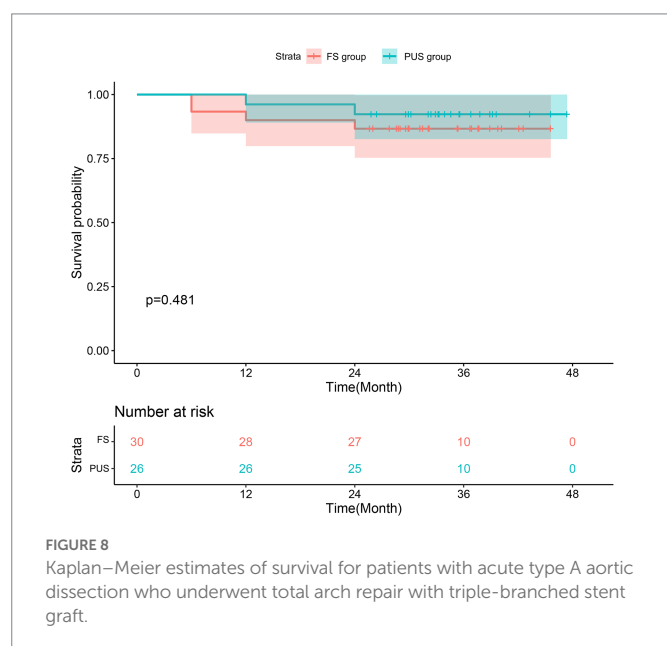 Strata FS group PUS group
1.00
0.75
0.50
0.25
0.00
Survival probability
p=0.481
0 12 24 36 48
Time(Month)
Number at risk
Strata
FS 30 28 27 10 0
PUS 26 26 25 10 0
0 12 24 36 48
Time(Month)
FIGURE 8
Kaplan–Meier estimates of survival for patients with acute type A aortic
dissection who underwent total arch repair with triple-branched stent
graft.